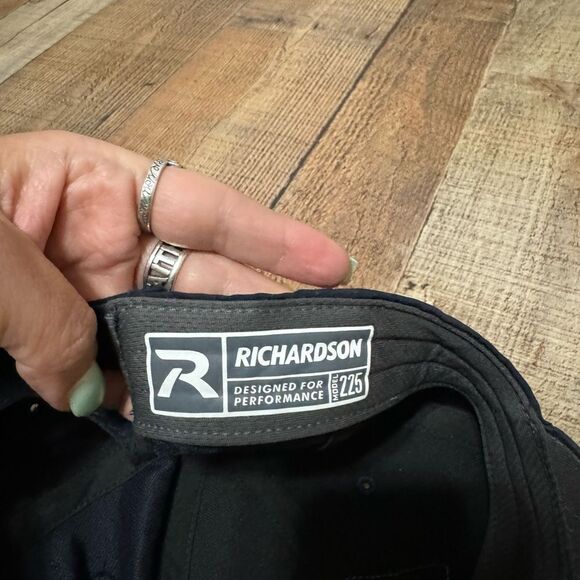 R
RICHARDSON
DESIGNED FOR
PERFORMANCE
MODEL
225